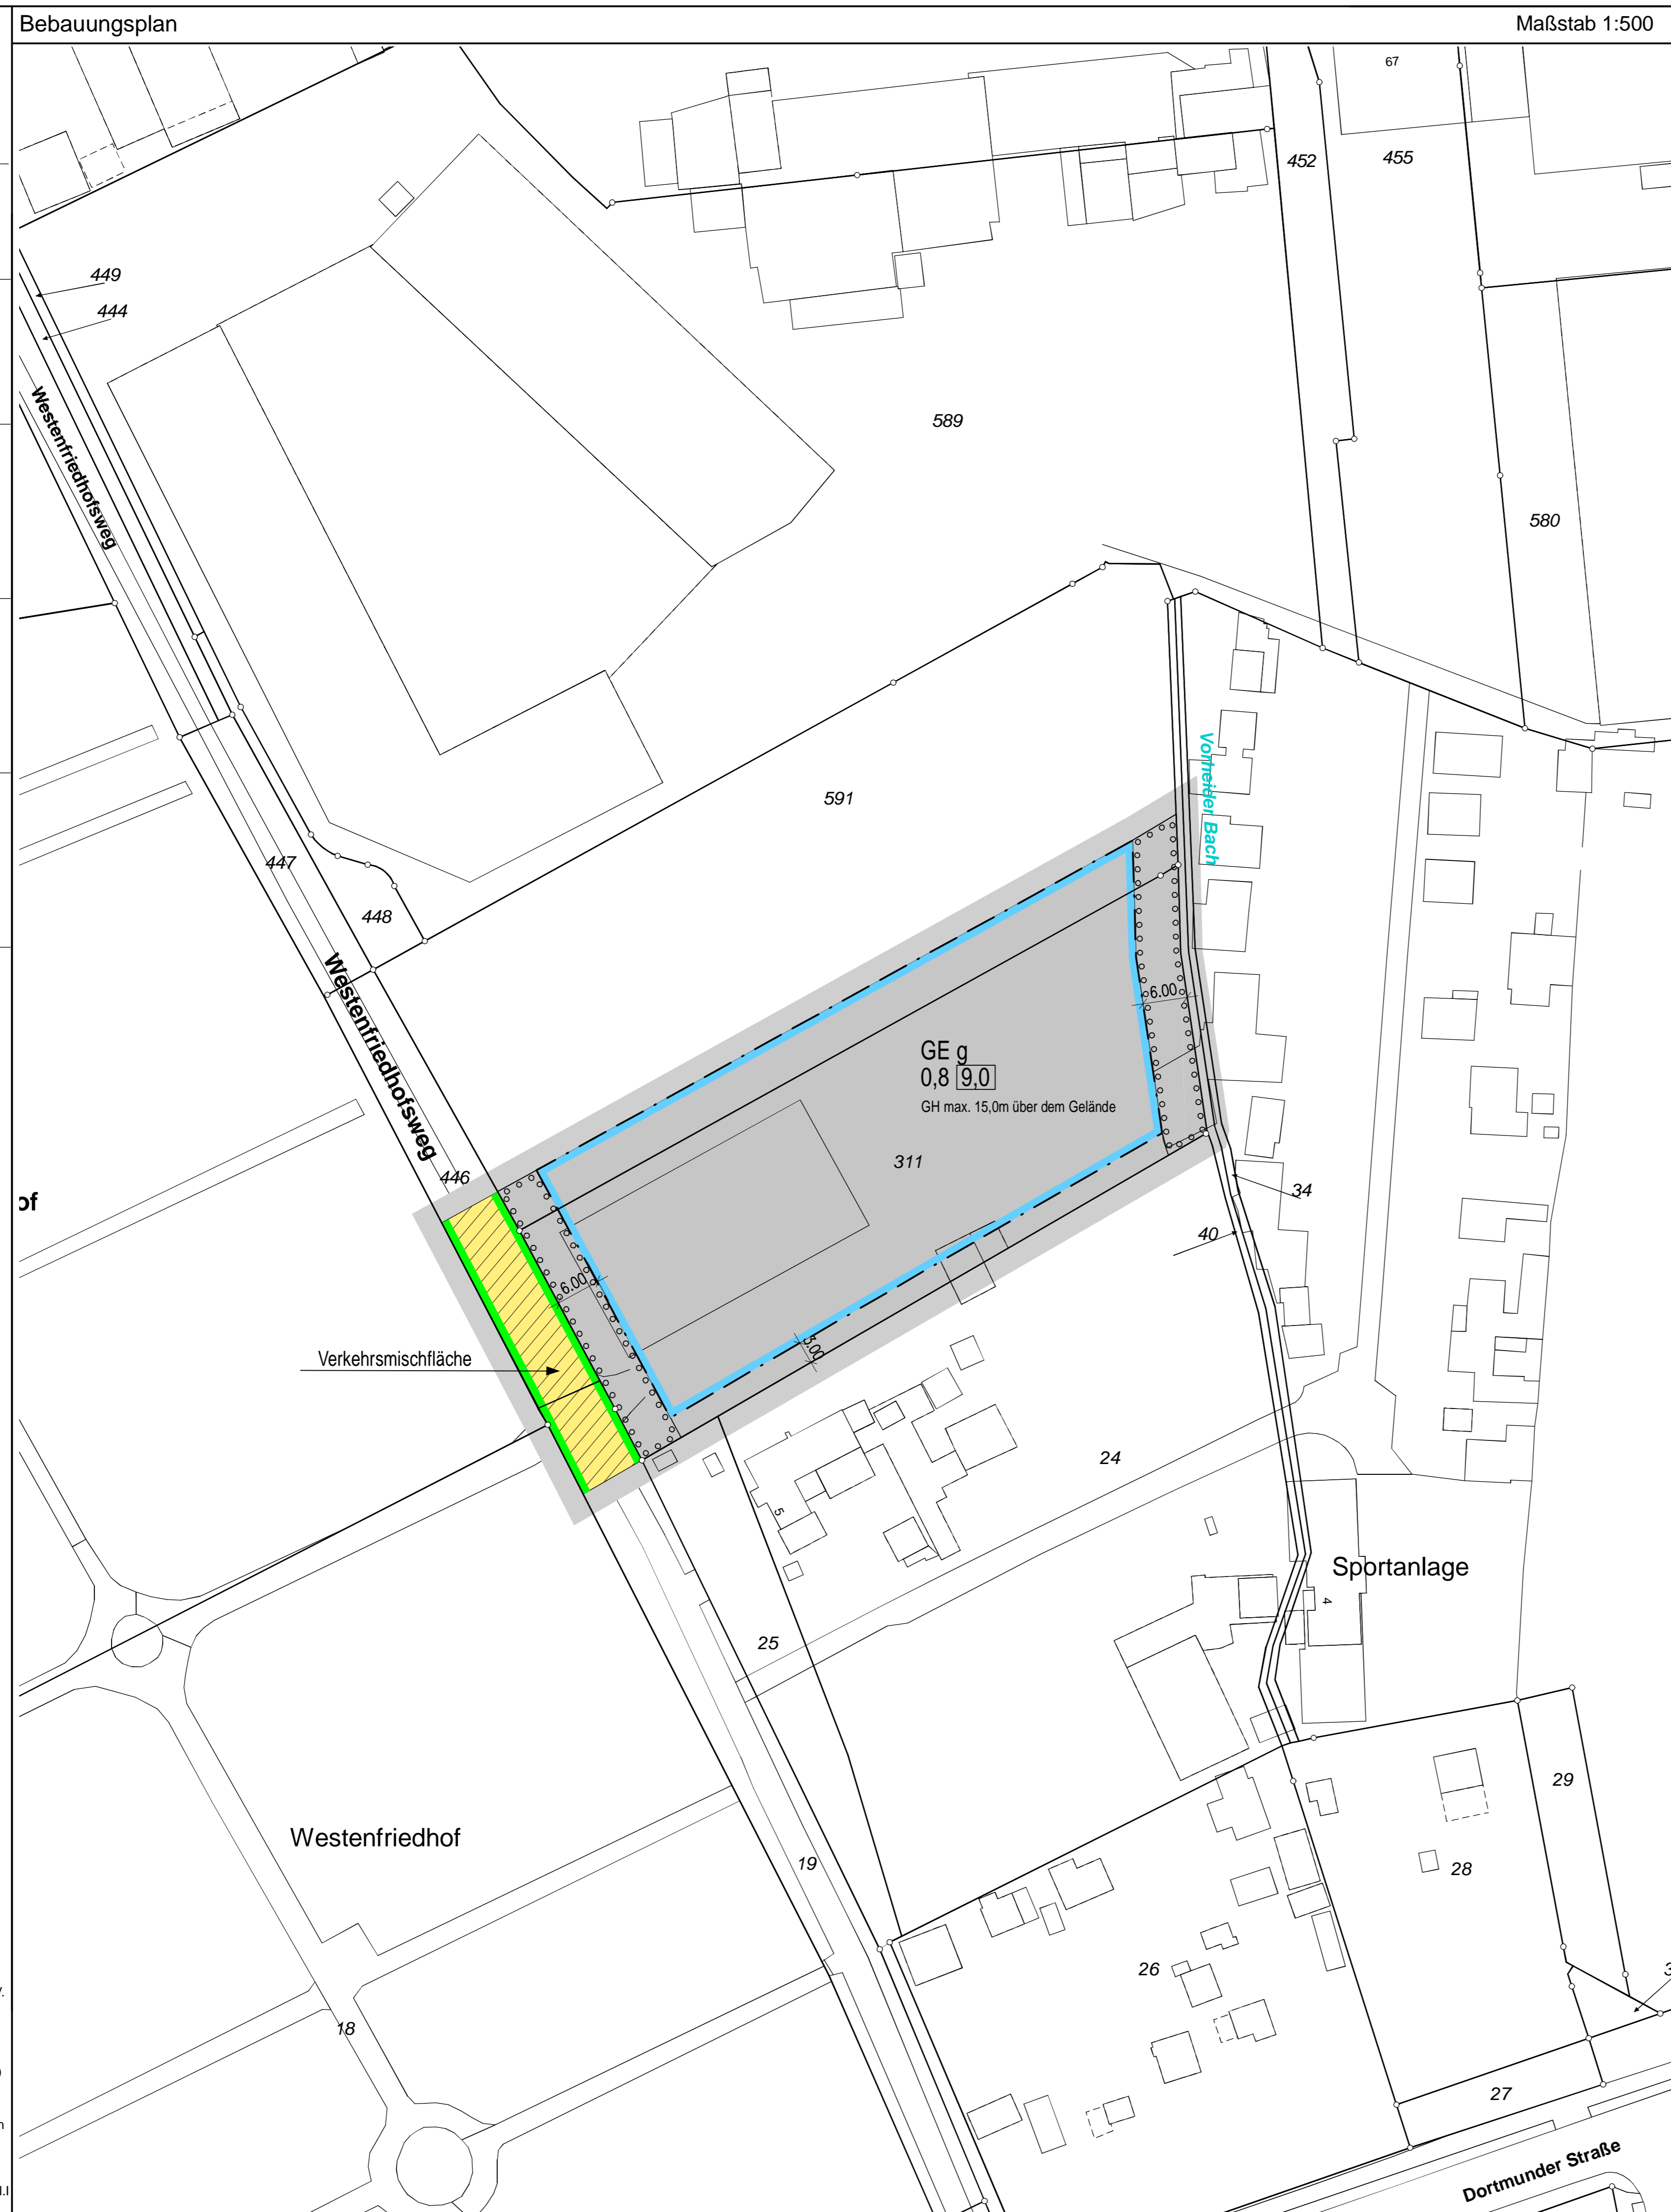 Bebauungsplan
Maßstab 1:500
67
452
455
449
444
Westenfriedhofsweg
589
580
Vorheider Bach
591
447
448
Westenfriedhofsweg
6.00
GE g
0,8 9,0
GH max. 15,0m über dem Gelände
311
446
of
34
40
6.00
Verkehrsmischfläche
3.00
24
5
Sportanlage
4
25
29
Westenfriedhof
19
28
26
18
27
Dortmunder Straße